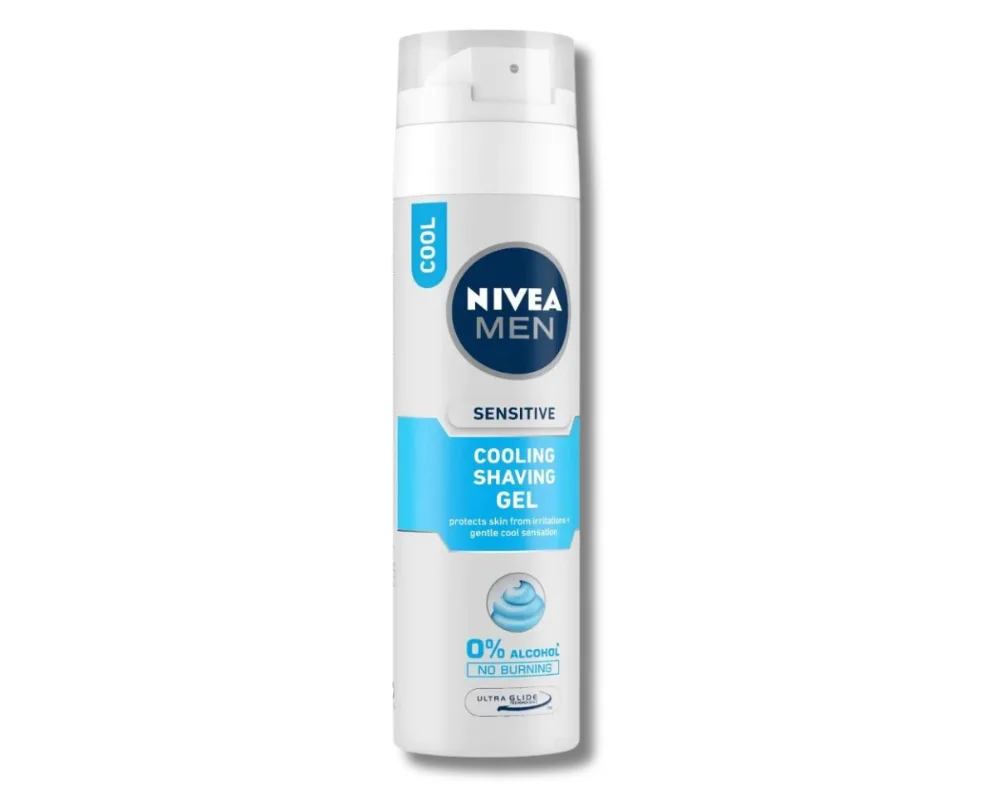 COOL
NIVEA
MEN
SENSITIVE
COOLING
SHAVING
GEL
protects skin from irritations +
gentle cool sensation
0% ALCOHOL*
NO BURNING
ULTRA GLIDE
TECHNOLOGY